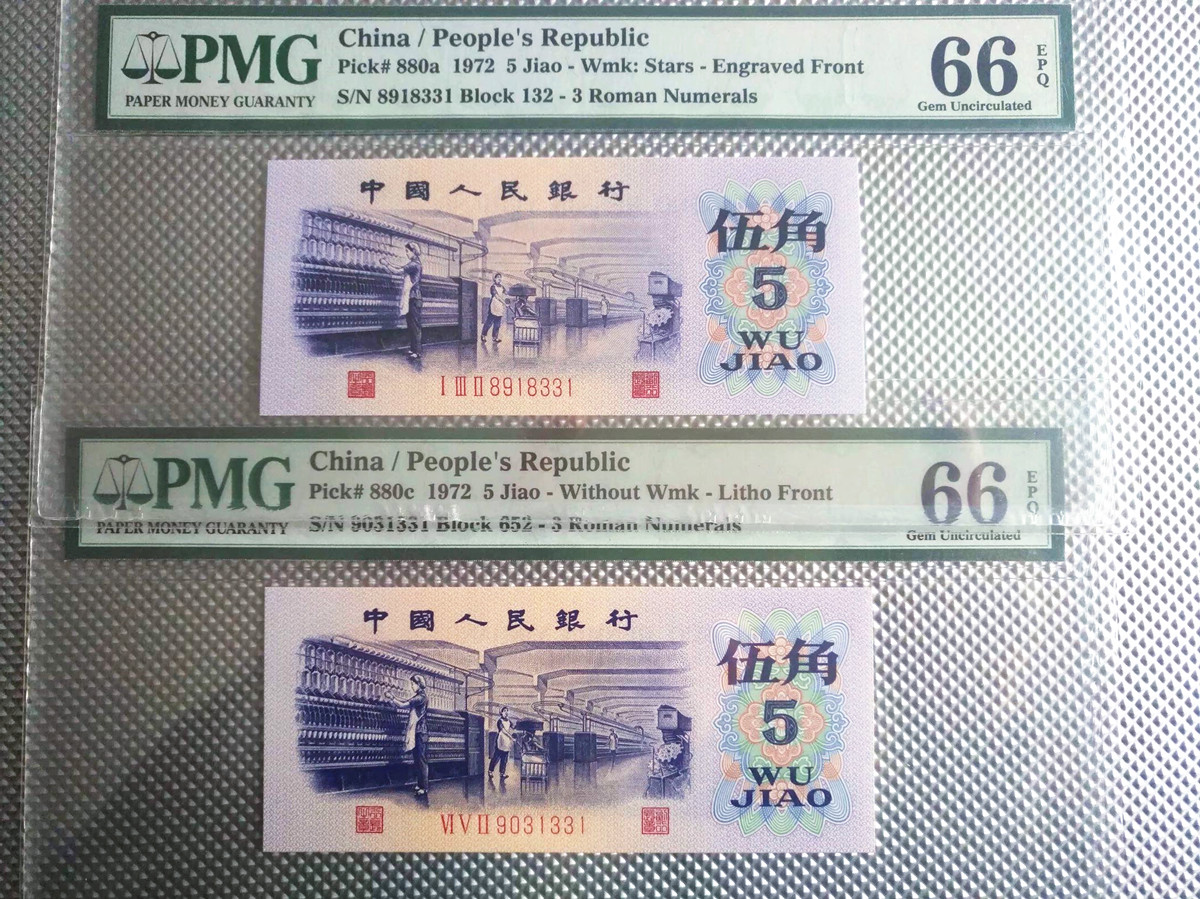 PMG
PAPER MONEY GUARANTY
China / People's Republic
Pick# 880a 1972 5 Jiao - Wmk: Stars - Engraved Front
S/N 8918331 Block 132 - 3 Roman Numerals
66
EPQ
Gem Uncirculated
中國人民銀行
伍角
5
WU
JIAO
I III II 8918331
PMG
PAPER MONEY GUARANTY
China / People's Republic
Pick# 880c 1972 5 Jiao - Without Wmk - Litho Front
S/N 9031331 Block 652 - 3 Roman Numerals
66
EPQ
Gem Uncirculated
中國人民銀行
伍角
5
WU
JIAO
VI V II 9031331